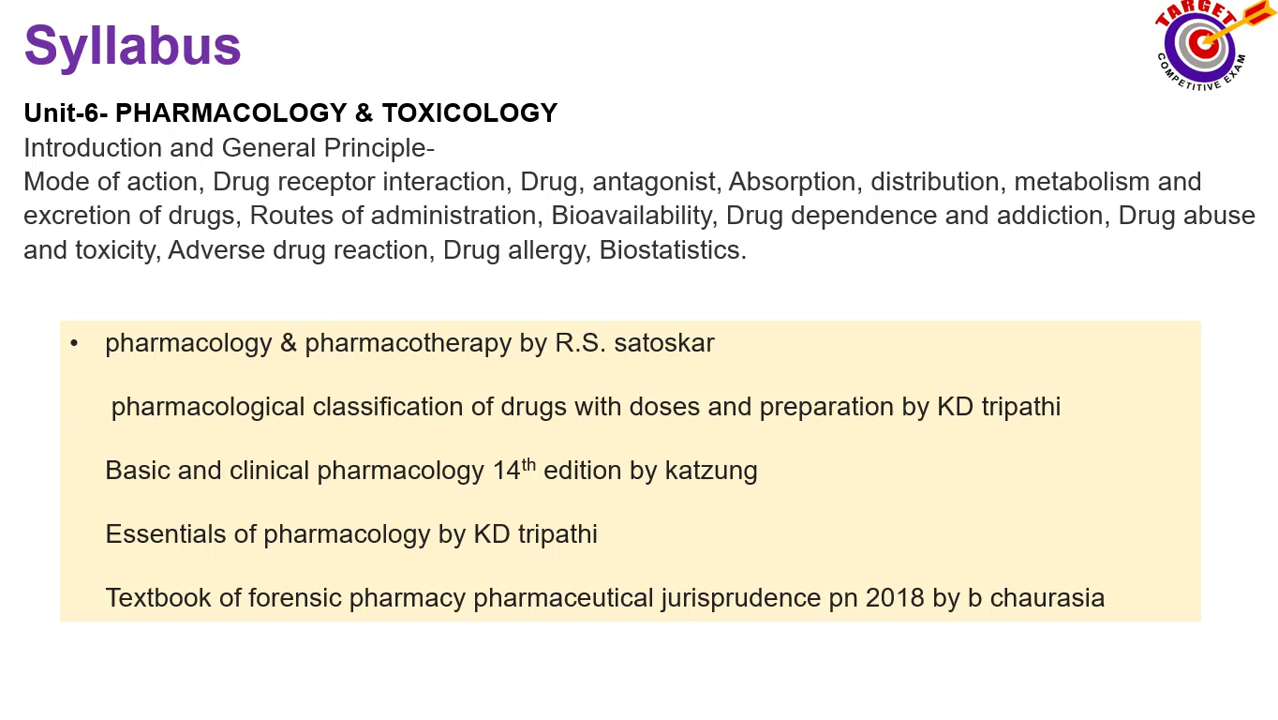 Syllabus
TARGET
COMPETITIVE EXAM
Unit-6- PHARMACOLOGY & TOXICOLOGY
Introduction and General Principle-
Mode of action, Drug receptor interaction, Drug, antagonist, Absorption, distribution, metabolism and
excretion of drugs, Routes of administration, Bioavailability, Drug dependence and addiction, Drug abuse
and toxicity, Adverse drug reaction, Drug allergy, Biostatistics.
• pharmacology & pharmacotherapy by R.S. satoskar
pharmacological classification of drugs with doses and preparation by KD tripathi
Basic and clinical pharmacology 14th edition by katzung
Essentials of pharmacology by KD tripathi
Textbook of forensic pharmacy pharmaceutical jurisprudence pn 2018 by b chaurasia